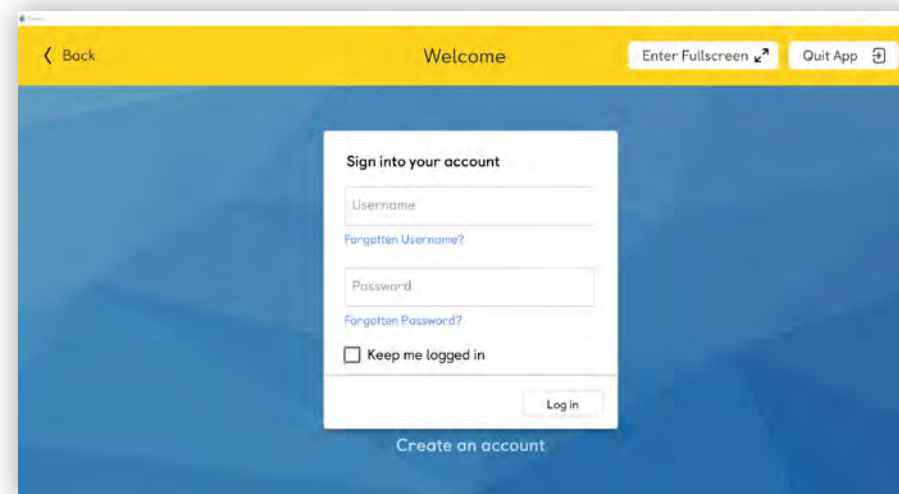 Back
Welcome
Enter Fullscreen
Quit App
Sign into your account
Username
Forgotten Username?
Password
Forgotten Password?
Keep me logged in
Log in
Create an account